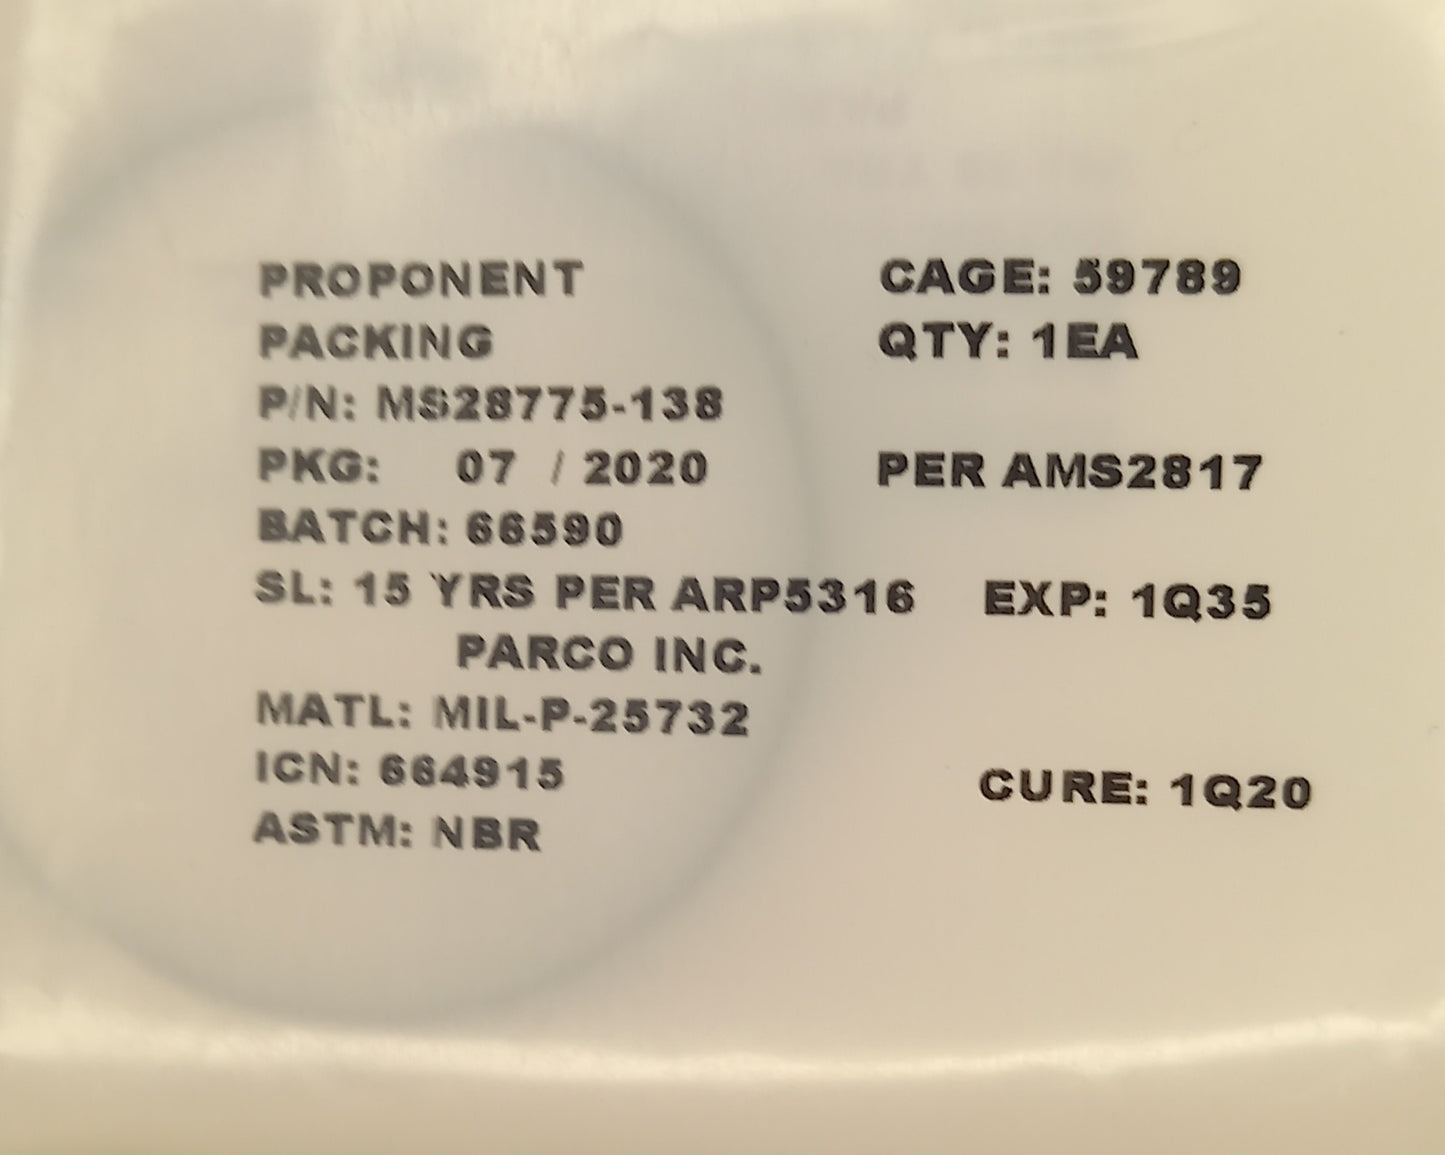 PROPONENT CAGE: 59789
PACKING QTY: 1EA
P/N: MS28775-138
PKG: 07 / 2020 PER AMS2817
BATCH: 66590
SL: 15 YRS PER ARP5316 EXP: 1Q35
PARCO INC.
MATL: MIL-P-25732
ICN: 664915 CURE: 1Q20
ASTM: NBR